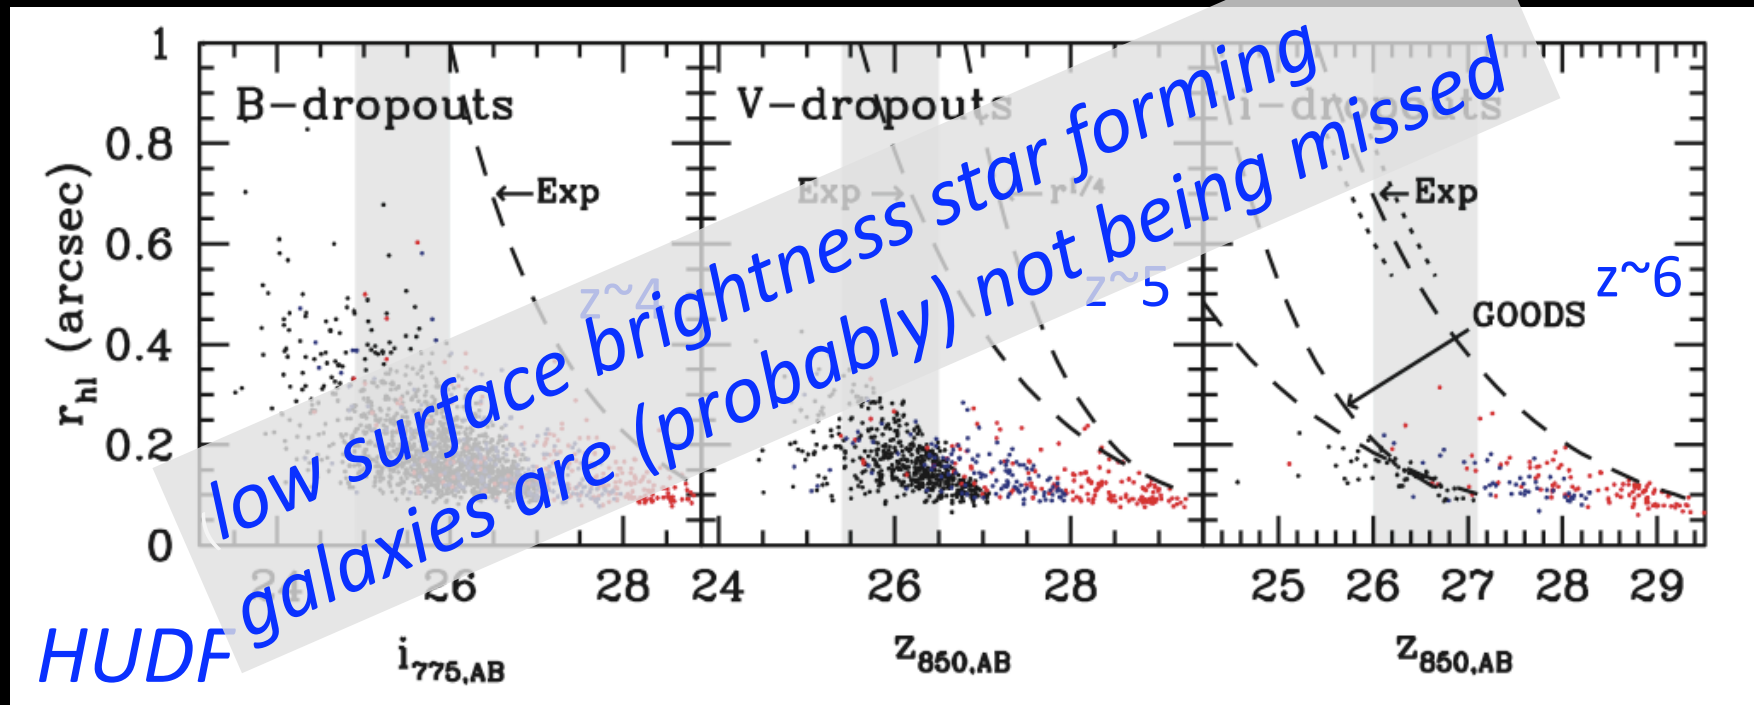 B-dropouts
V-dropouts
i-dropouts
1
0.8
0.6
0.4
0.2
0
r_hl (arcsec)
←Exp
Exp→
r^1/4
←Exp
GOODS
z~4
z~5
z~6
low surface brightness star forming
galaxies are (probably) not being missed
24 26 28
24 26 28
25 26 27 28 29
i_775,AB
z_850,AB
z_850,AB
HUDF